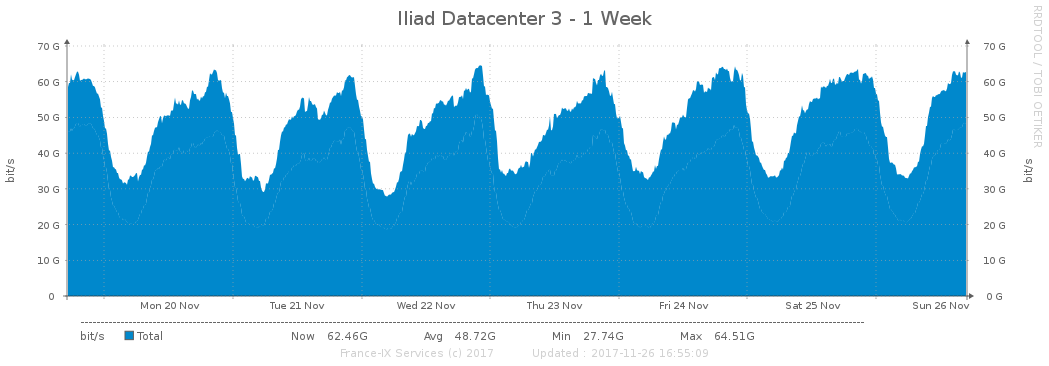 Iliad Datacenter 3 - 1 Week
RRDTOOL / TOBI OETIKER
bit/s
70 G
60 G
50 G
40 G
30 G
20 G
10 G
0
70 G
60 G
50 G
40 G
30 G
20 G
10 G
0 G
bit/s
Mon 20 Nov Tue 21 Nov Wed 22 Nov Thu 23 Nov Fri 24 Nov Sat 25 Nov Sun 26 Nov
bit/s Total Now 62.46G Avg 48.72G Min 27.74G Max 64.51G
France-IX Services (c) 2017 Updated : 2017-11-26 16:55:09